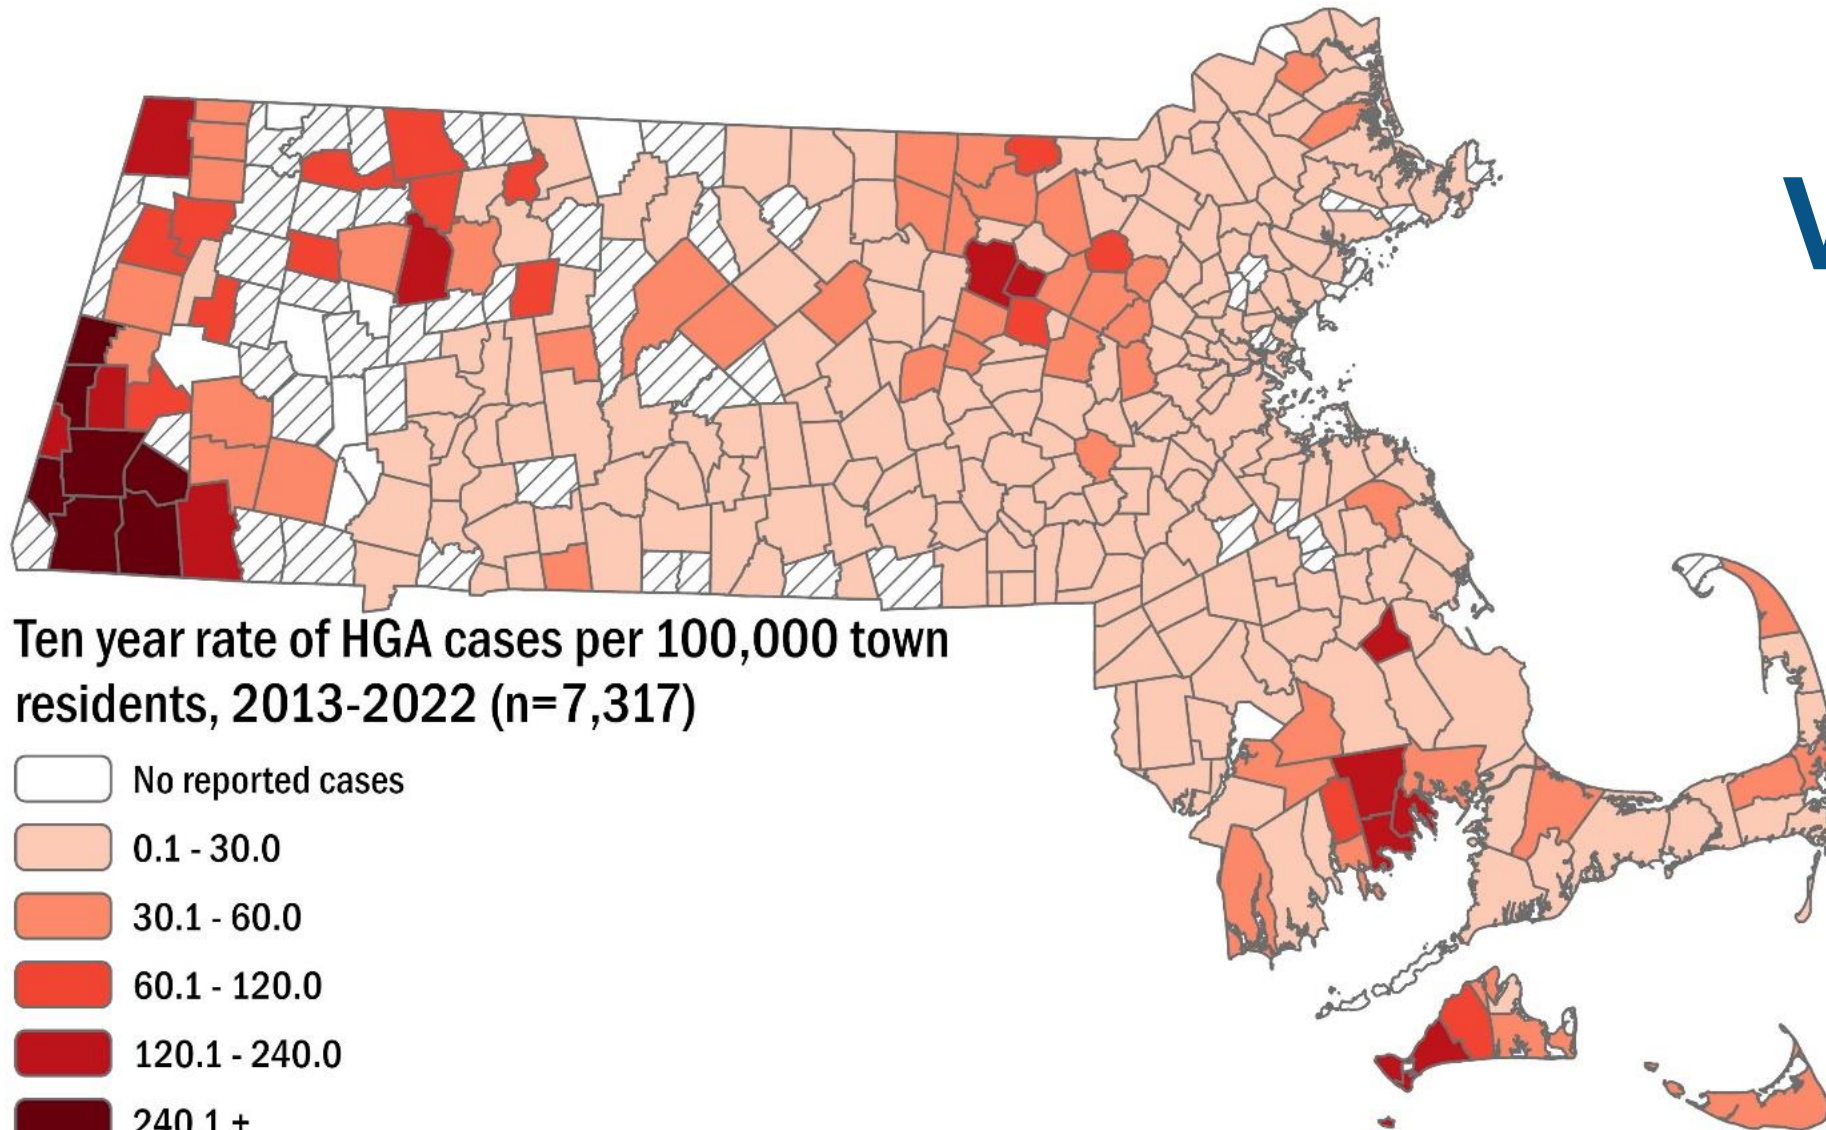 Ten year rate of HGA cases per 100,000 town
residents, 2013-2022 (n=7,317)
No reported cases
0.1 - 30.0
30.1 - 60.0
60.1 - 120.0
120.1 - 240.0
240.1 +